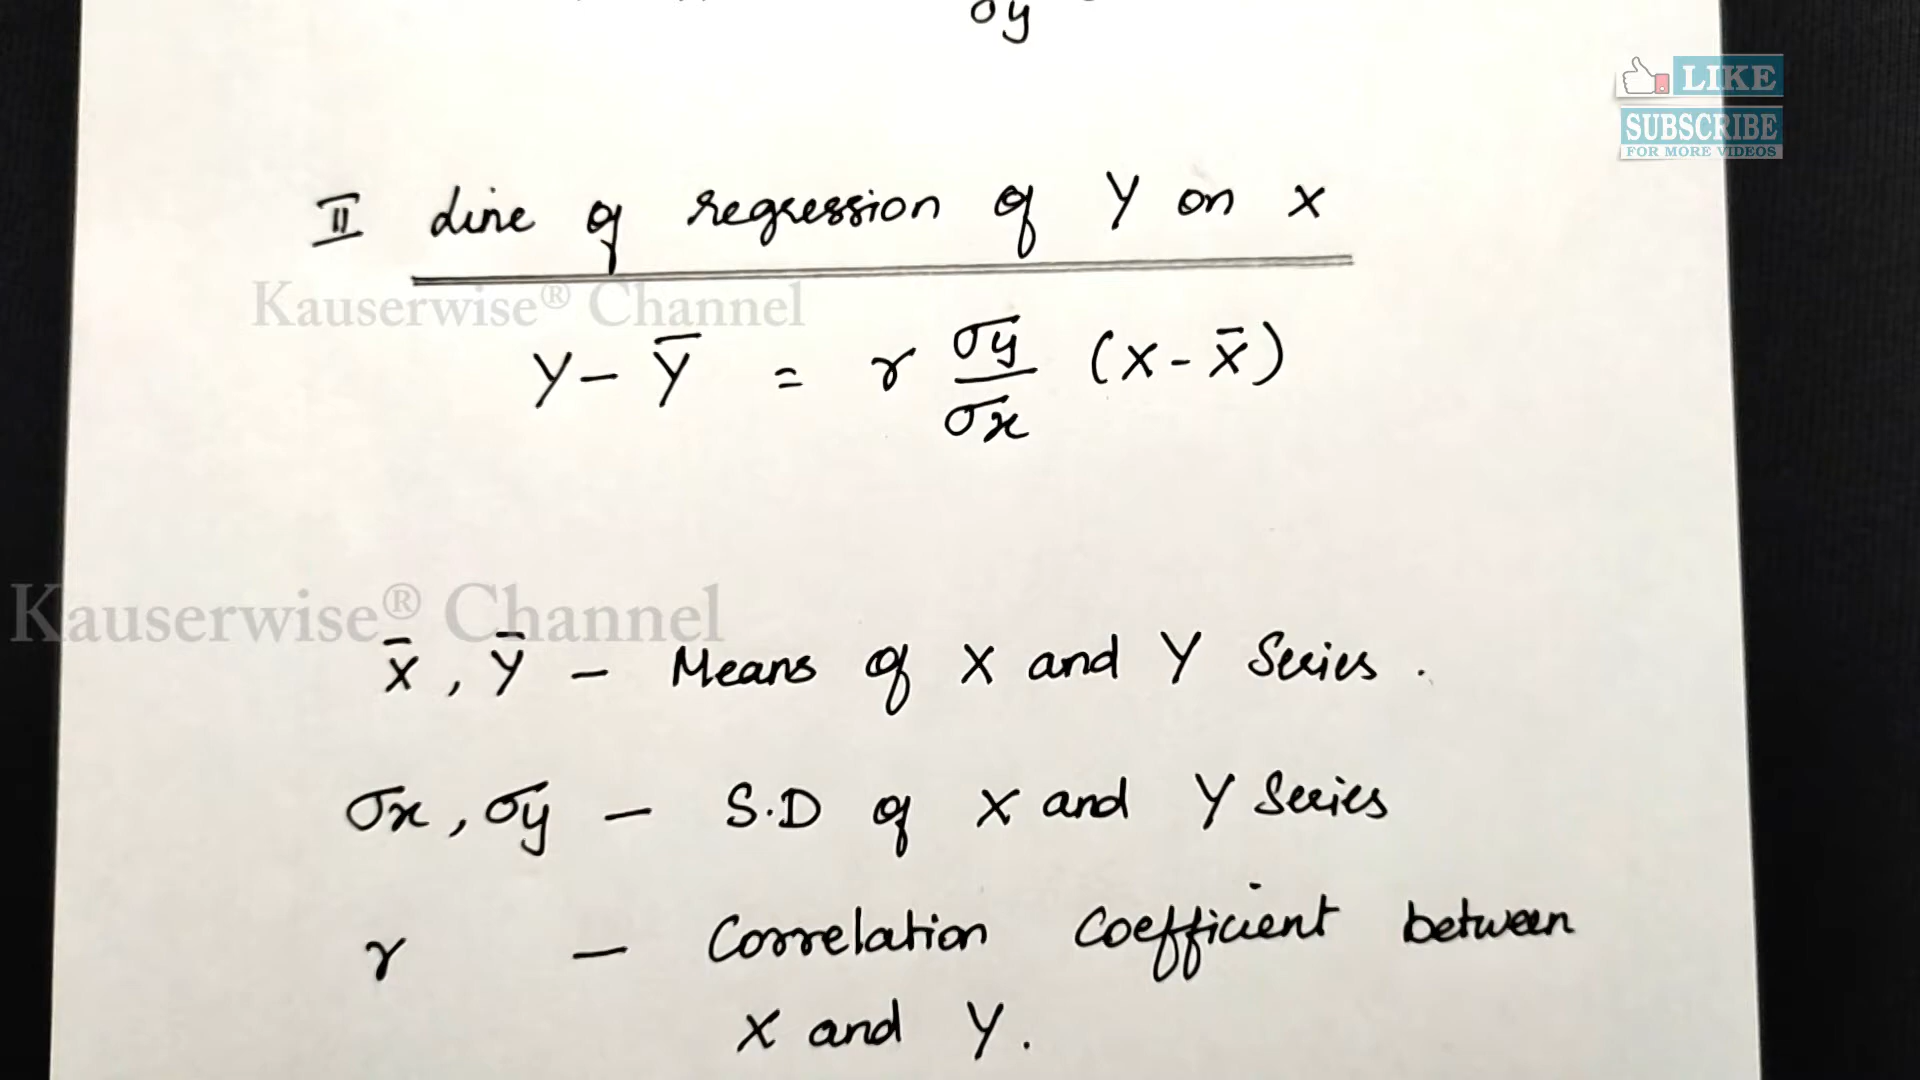 σy
LIKE
SUBSCRIBE
FOR MORE VIDEOS
II Line of regression of Y on X
Kauserwise® Channel
Y - Ȳ = r σy/σx (X - X̄)
Kauserwise® Channel
X̄, Ȳ - Means of X and Y Series.
σx, σy - S.D of X and Y Series
r - Correlation Coefficient between
X and Y.